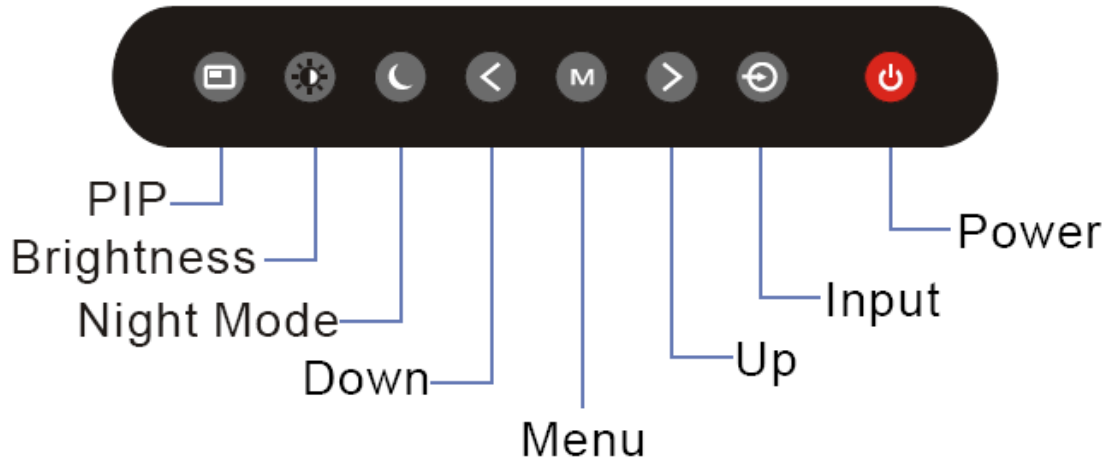 M
PIP
Brightness
Night Mode
Down
Menu
Up
Input
Power